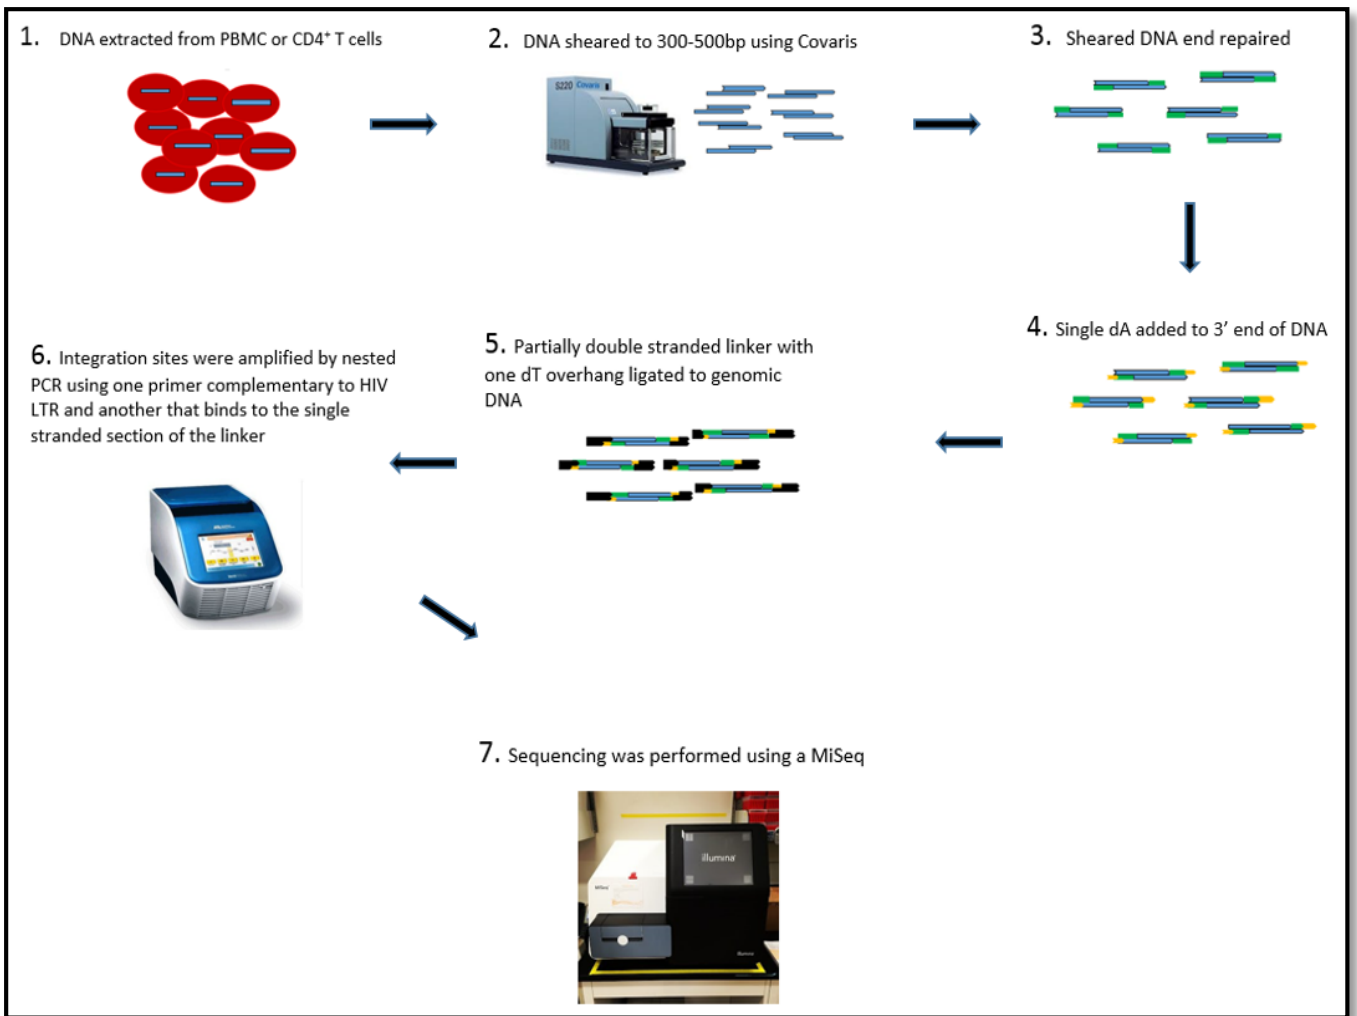 1. DNA extracted from PBMC or CD4⁺ T cells
2. DNA sheared to 300-500bp using Covaris
S220 Covaris
3. Sheared DNA end repaired
4. Single dA added to 3’ end of DNA
5. Partially double stranded linker with
one dT overhang ligated to genomic
DNA
6. Integration sites were amplified by nested
PCR using one primer complementary to HIV
LTR and another that binds to the single
stranded section of the linker
7. Sequencing was performed using a MiSeq
illumina
MiSeq
illumina